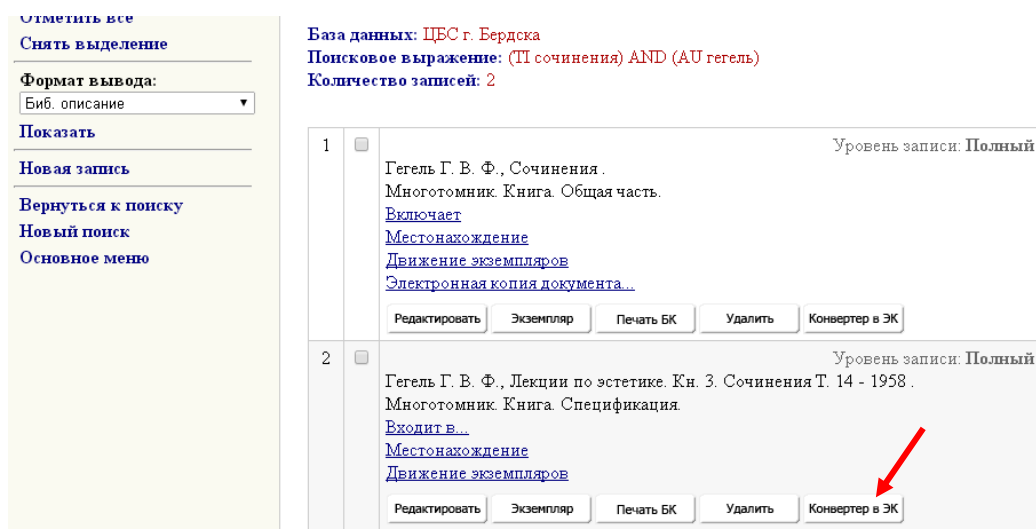 Отметить все
Снять выделение
Формат вывода:
Биб. описание
Показать
Новая запись
Вернуться к поиску
Новый поиск
Основное меню
База данных: ЦБС г. Бердска
Поисковое выражение: (TI сочинения) AND (AU гегель)
Количество записей: 2
1
Уровень записи: Полный
Гегель Г. В. Ф., Сочинения .
Многотомник. Книга. Общая часть.
Включает
Местонахождение
Движение экземпляров
Электронная копия документа...
Редактировать Экземпляр Печать БК Удалить Конвертер в ЭК
2
Уровень записи: Полный
Гегель Г. В. Ф., Лекции по эстетике. Кн. 3. Сочинения Т. 14 - 1958 .
Многотомник. Книга. Спецификация.
Входит в...
Местонахождение
Движение экземпляров
Редактировать Экземпляр Печать БК Удалить Конвертер в ЭК